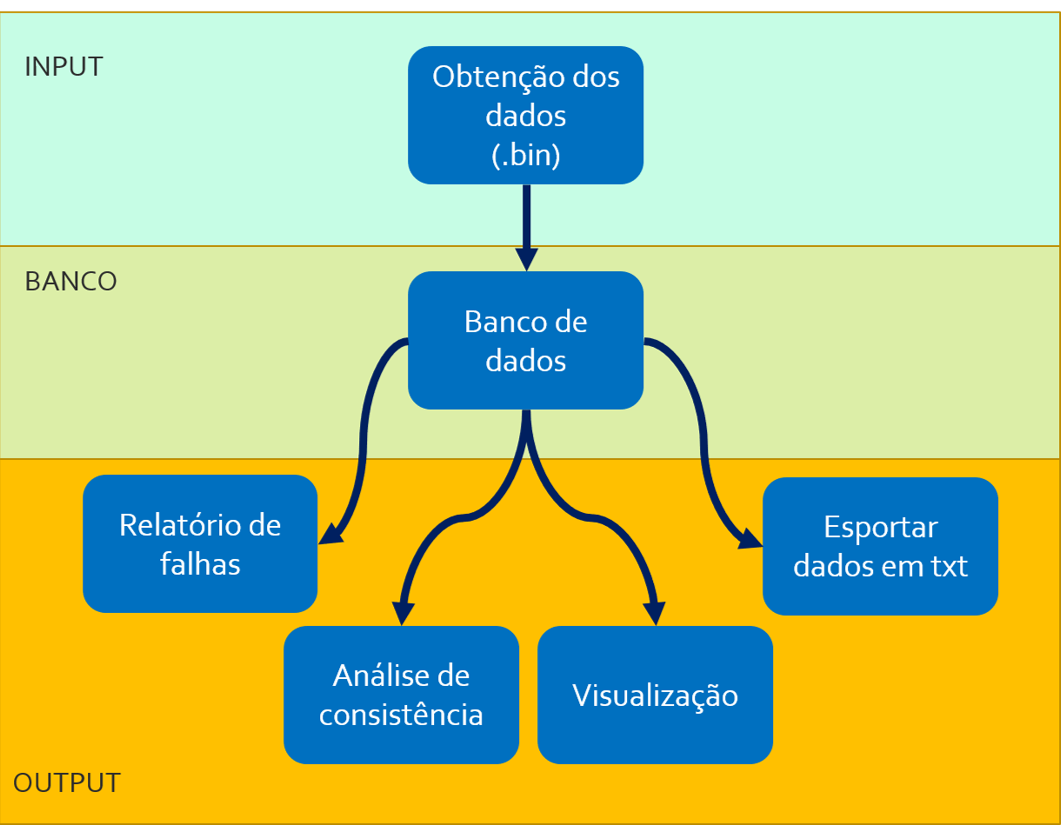 INPUT
Obtenção dos
dados
(.bin)
BANCO
Banco de
dados
Relatório de
falhas
Esportar
dados em txt
Análise de
consistência
Visualização
OUTPUT